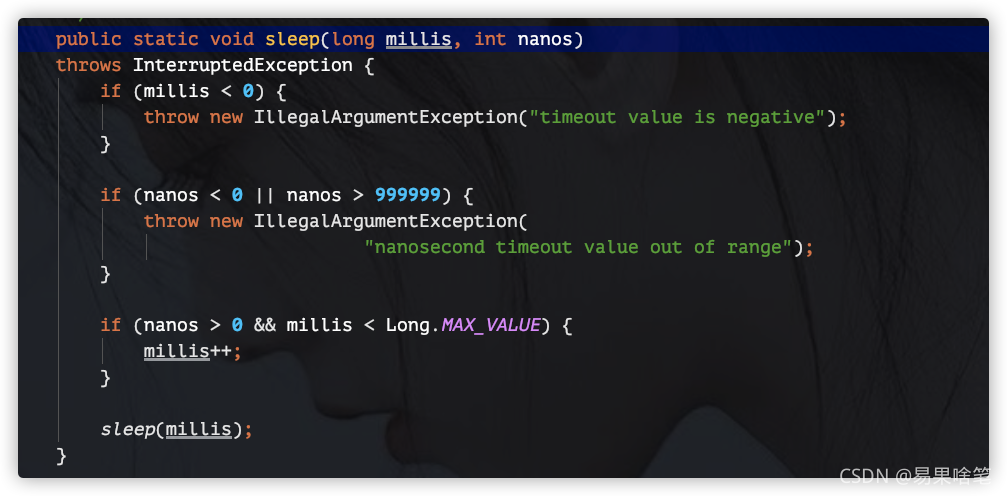 public static void sleep(long millis, int nanos)
throws InterruptedException {
if (millis < 0) {
throw new IllegalArgumentException("timeout value is negative");
}
if (nanos < 0 || nanos > 999999) {
throw new IllegalArgumentException(
"nanosecond timeout value out of range");
}
if (nanos > 0 && millis < Long.MAX_VALUE) {
millis++;
}
sleep(millis);
}
CSDN @易果啥笔